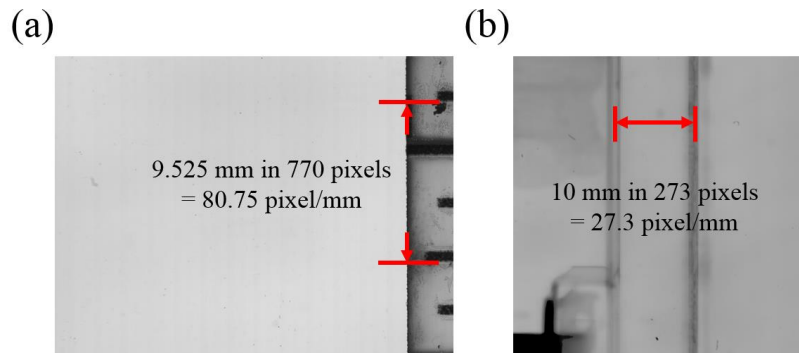 (a)
9.525 mm in 770 pixels
= 80.75 pixel/mm
(b)
10 mm in 273 pixels
= 27.3 pixel/mm